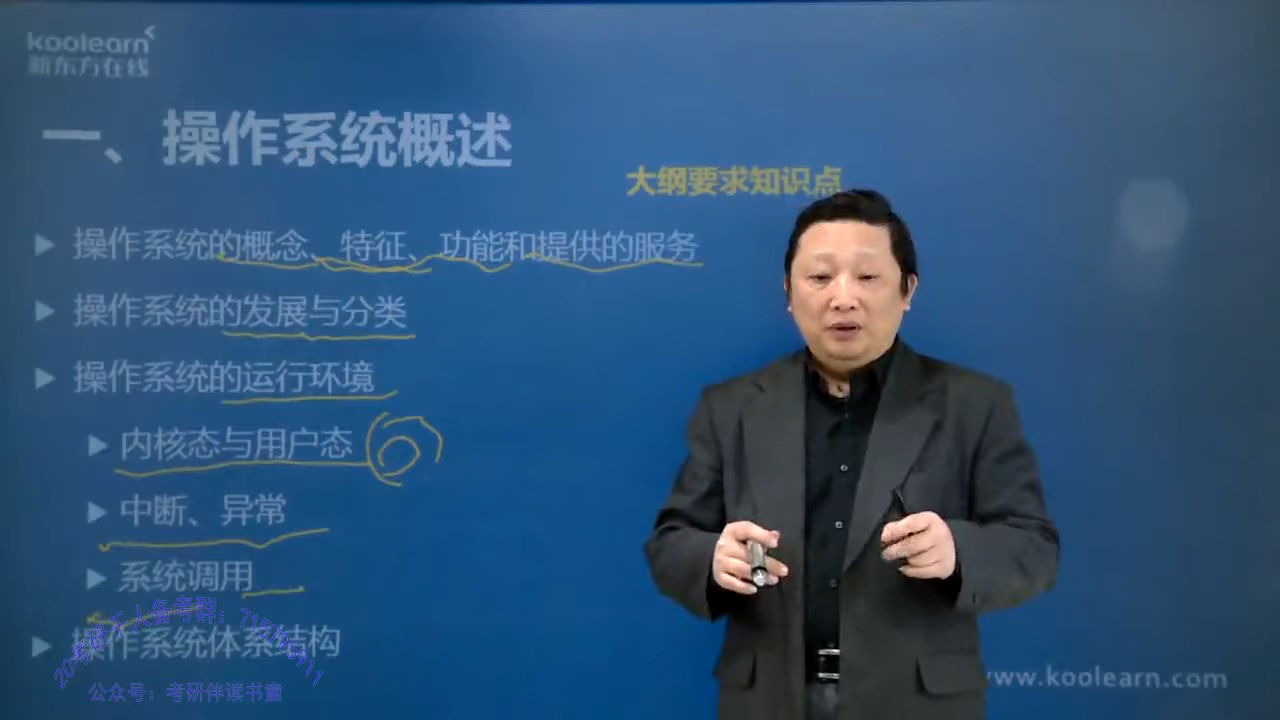 koolearn
新东方在线
一、操作系统概述
大纲要求知识点
操作系统的概念、特征、功能和提供的服务
操作系统的发展与分类
操作系统的运行环境
内核态与用户态
中断、异常
系统调用
操作系统体系结构
公众号：考研伴读书童
www.koolearn.com